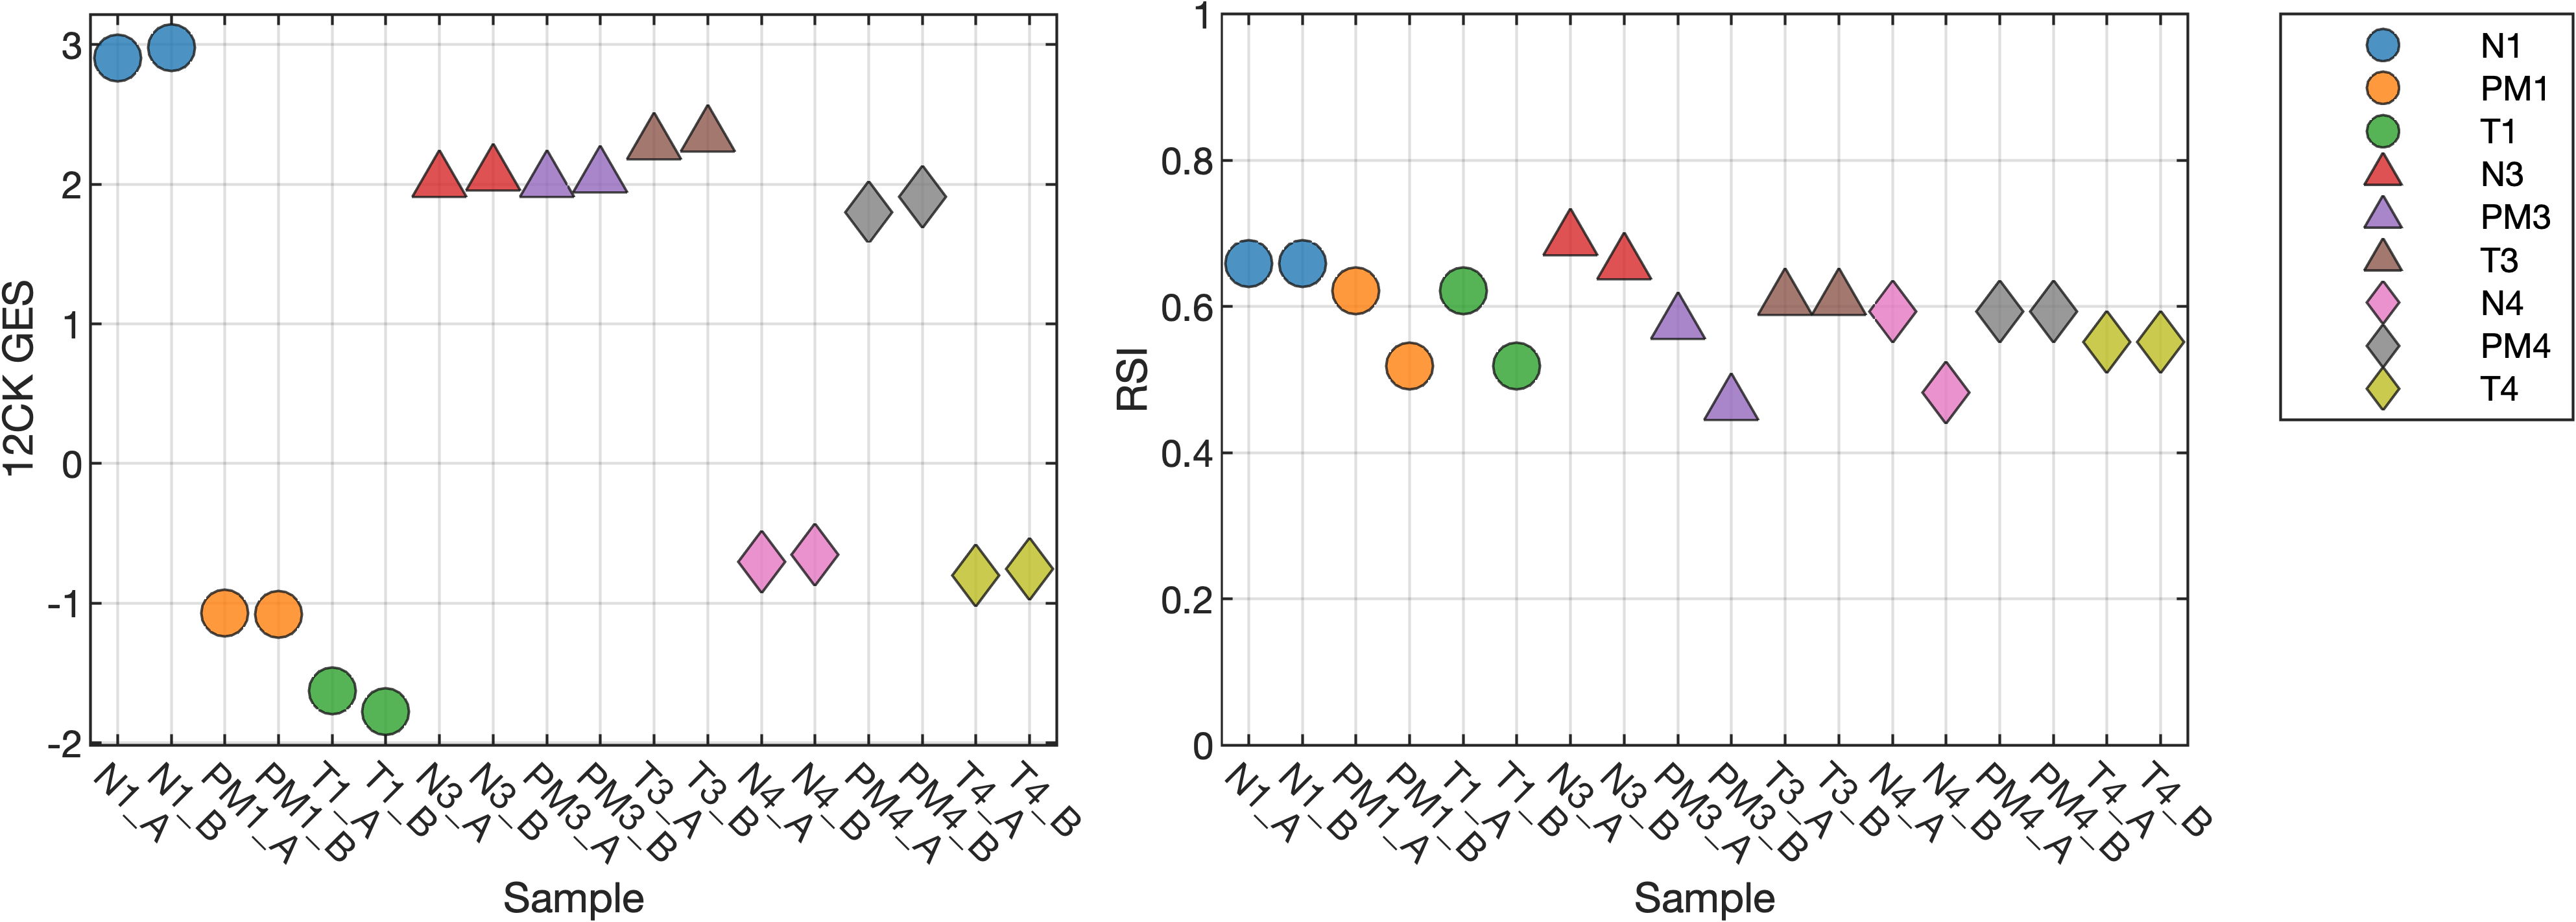 12CK GES
3
2
1
0
-1
-2
N1_A
N1_B
PM1_A
PM1_B
T1_A
T1_B
N3_A
N3_B
PM3_A
PM3_B
T3_A
T3_B
N4_A
N4_B
PM4_A
PM4_B
T4_A
T4_B
Sample
RSI
1
0.8
0.6
0.4
0.2
0
N1_A
N1_B
PM1_A
PM1_B
T1_A
T1_B
N3_A
N3_B
PM3_A
PM3_B
T3_A
T3_B
N4_A
N4_B
PM4_A
PM4_B
T4_A
T4_B
Sample
N1
PM1
T1
N3
PM3
T3
N4
PM4
T4